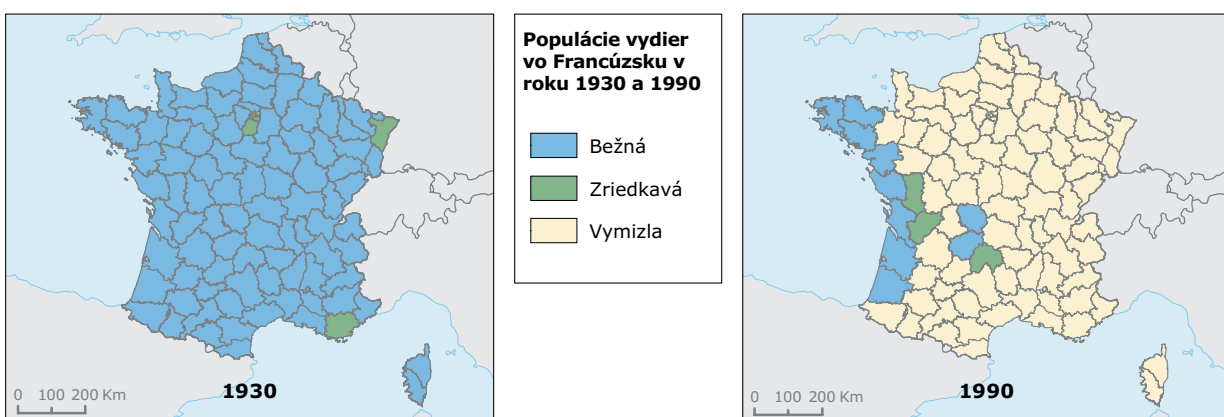 Populácie vydier
vo Francúzsku v
roku 1930 a 1990
Bežná
Zriedkavá
Vymizla
1930
0 100 200 Km
1990
0 100 200 Km